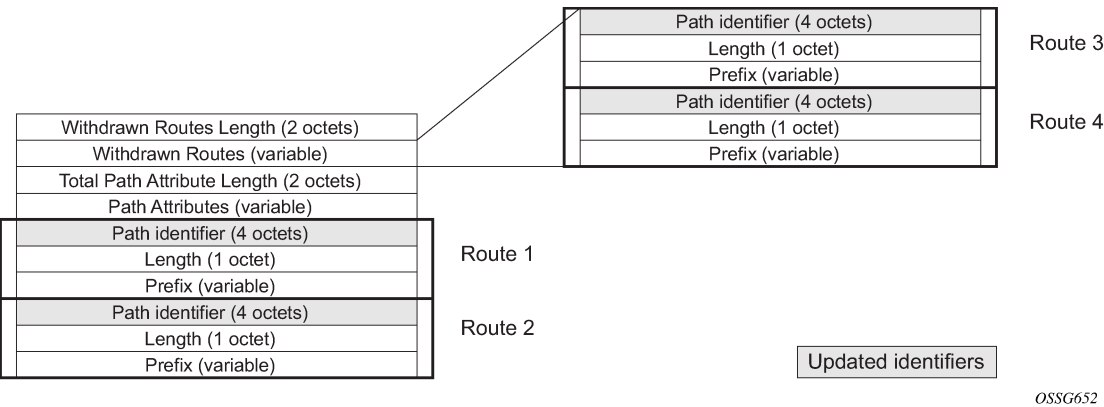 Path identifier (4 octets)
Length (1 octet)
Prefix (variable)
Route 3
Path identifier (4 octets)
Length (1 octet)
Prefix (variable)
Route 4
Withdrawn Routes Length (2 octets)
Withdrawn Routes (variable)
Total Path Attribute Length (2 octets)
Path Attributes (variable)
Path identifier (4 octets)
Length (1 octet)
Prefix (variable)
Route 1
Path identifier (4 octets)
Length (1 octet)
Prefix (variable)
Route 2
Updated identifiers
OSSG652